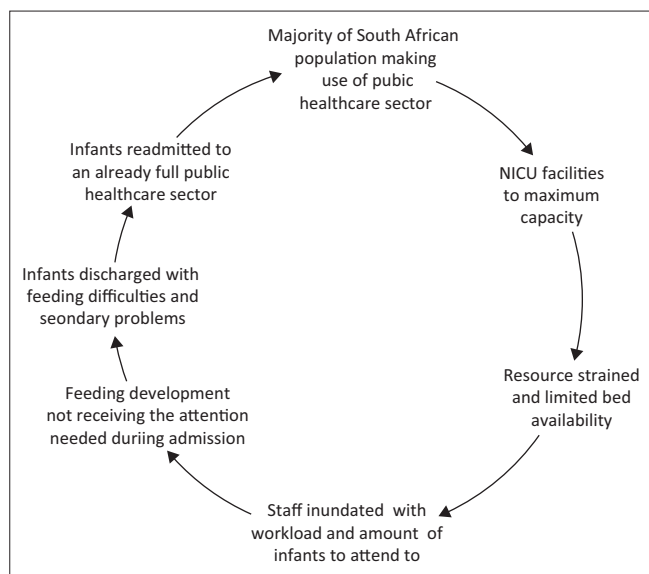 Majority of South African
population making
use of pubic
healthcare sector
NICU facilities
to maximum
capacity
Resource strained
and limited bed
availability
Staff inundated with
workload and amount of
infants to attend to
Feeding development
not receiving the attention
needed duriing admission
Infants discharged with
feeding difficulties and
seondary problems
Infants readmitted to
an already full public
healthcare sector